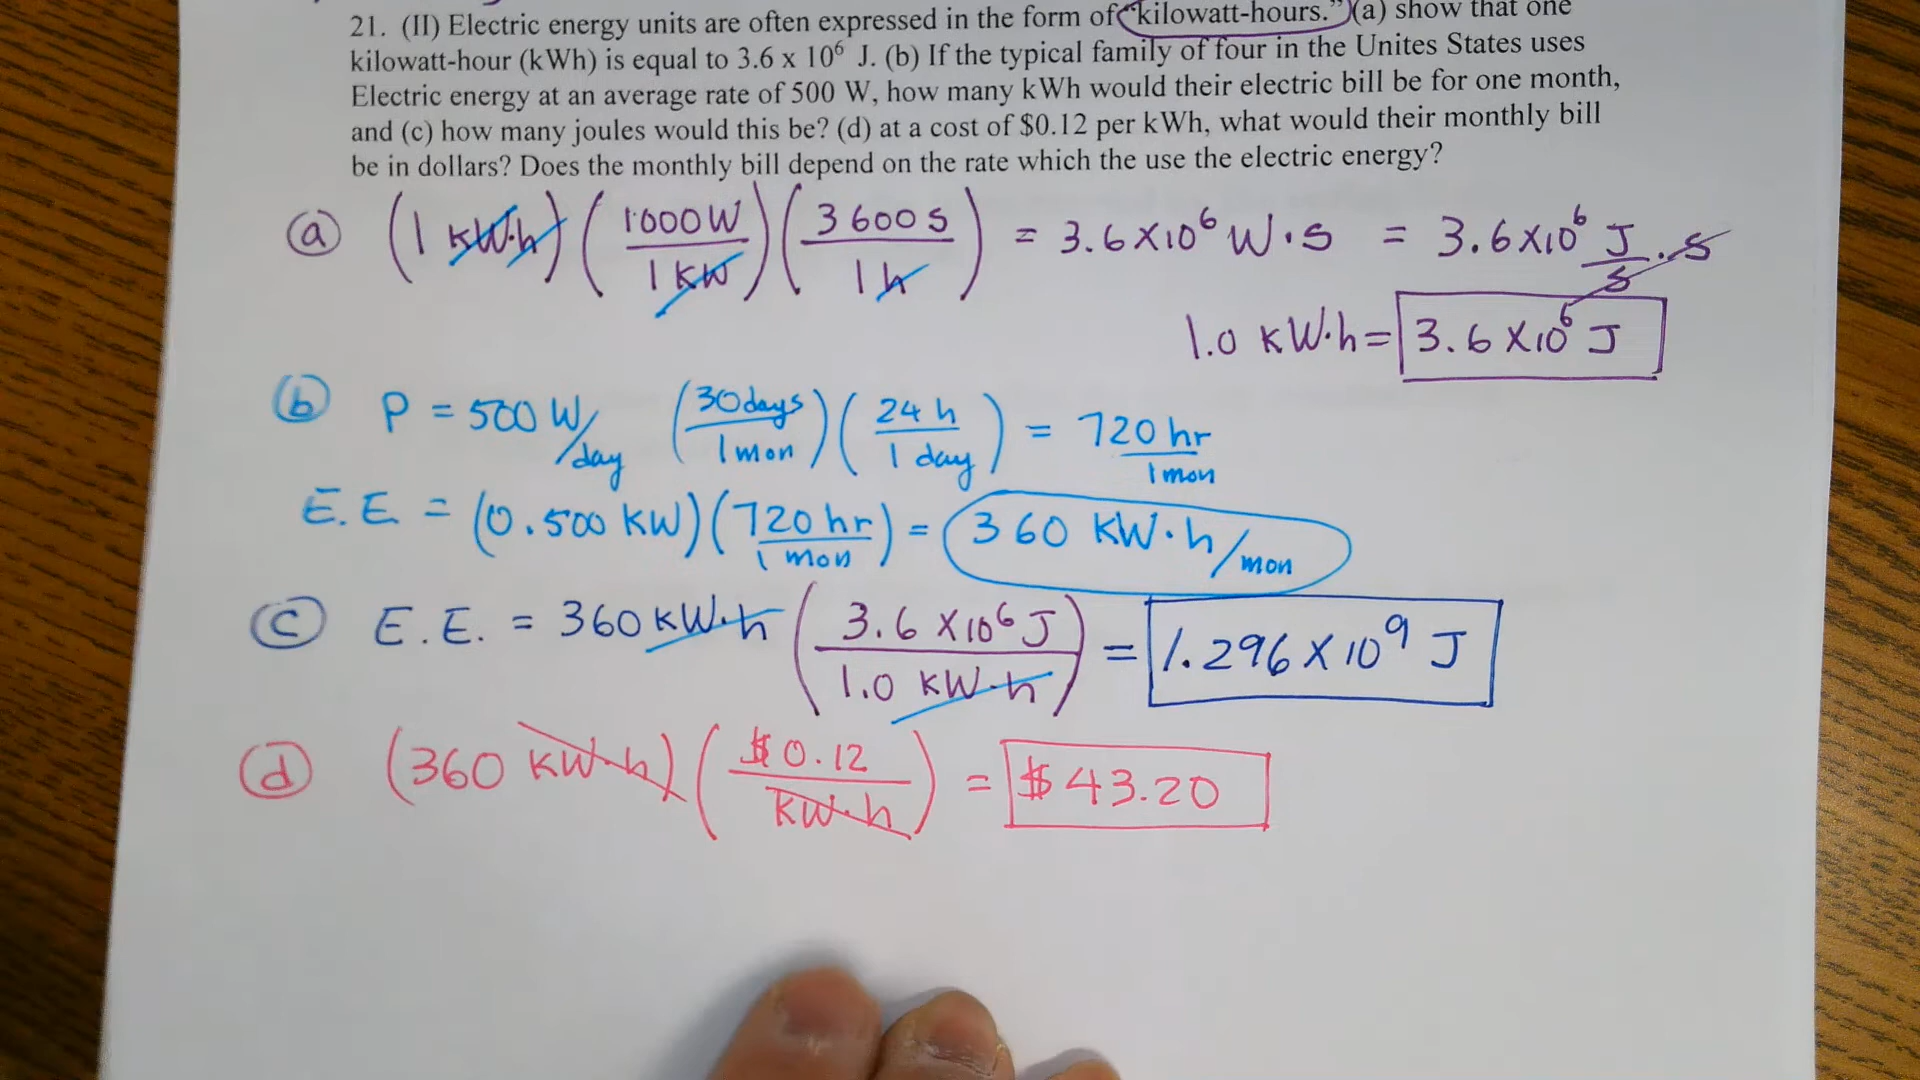 21. (II) Electric energy units are often expressed in the form of "kilowatt-hours." (a) show that one
kilowatt-hour (kWh) is equal to 3.6 x 10⁶ J. (b) If the typical family of four in the Unites States uses
Electric energy at an average rate of 500 W, how many kWh would their electric bill be for one month,
and (c) how many joules would this be? (d) at a cost of $0.12 per kWh, what would their monthly bill
be in dollars? Does the monthly bill depend on the rate which the use the electric energy?
(a) (1 kW·h) (1000 W / 1 kW) (3600 s / 1 h) = 3.6 X 10⁶ W·s = 3.6 X 10⁶ J/s · s
1.0 kW·h = 3.6 X 10⁶ J
(b) P = 500 W/day (30 days / 1 mon) (24 h / 1 day) = 720 hr / 1 mon
E.E. = (0.500 kW) (720 hr / 1 mon) = 360 kW·h/mon
(c) E.E. = 360 kW·h (3.6 X 10⁶ J / 1.0 kW·h) = 1.296 X 10⁹ J
(d) (360 kW·h) ($0.12 / kW·h) = $43.20